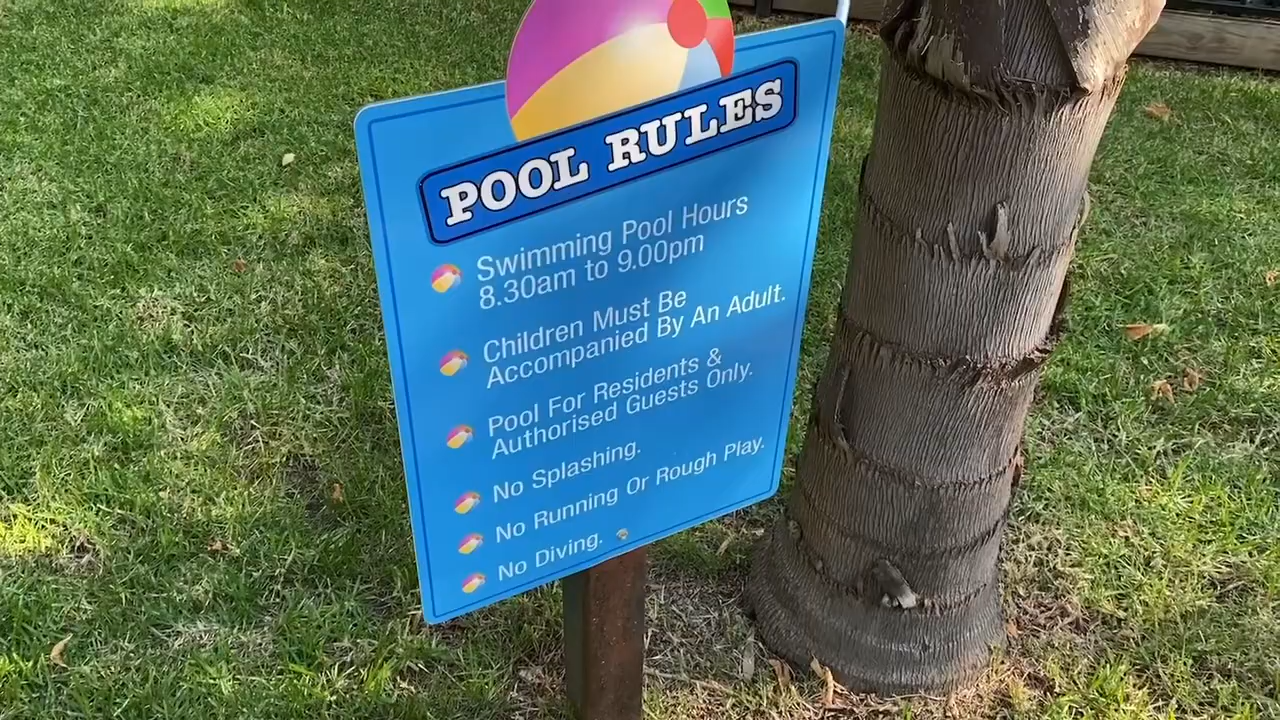 POOL RULES
Swimming Pool Hours
8.30am to 9.00pm
Children Must Be
Accompanied By An Adult.
Pool For Residents &
Authorised Guests Only.
No Splashing.
No Running Or Rough Play.
No Diving.